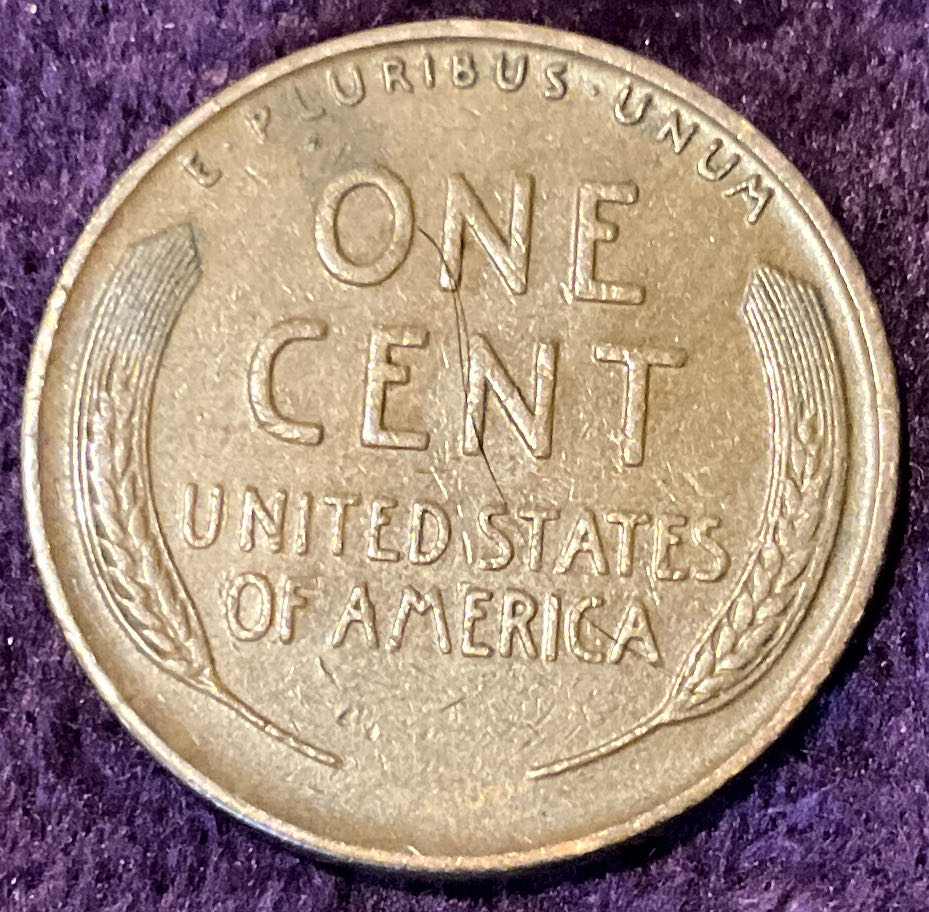 E·PLURIBUS·UNUM
ONE
CENT
UNITED STATES
OF AMERICA